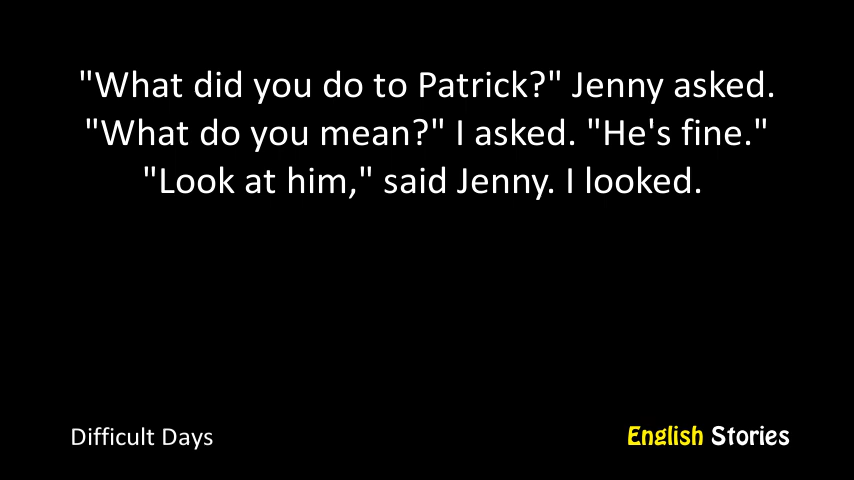 "What did you do to Patrick?" Jenny asked.
"What do you mean?" I asked. "He's fine."
"Look at him," said Jenny. I looked.
Difficult Days
English Stories